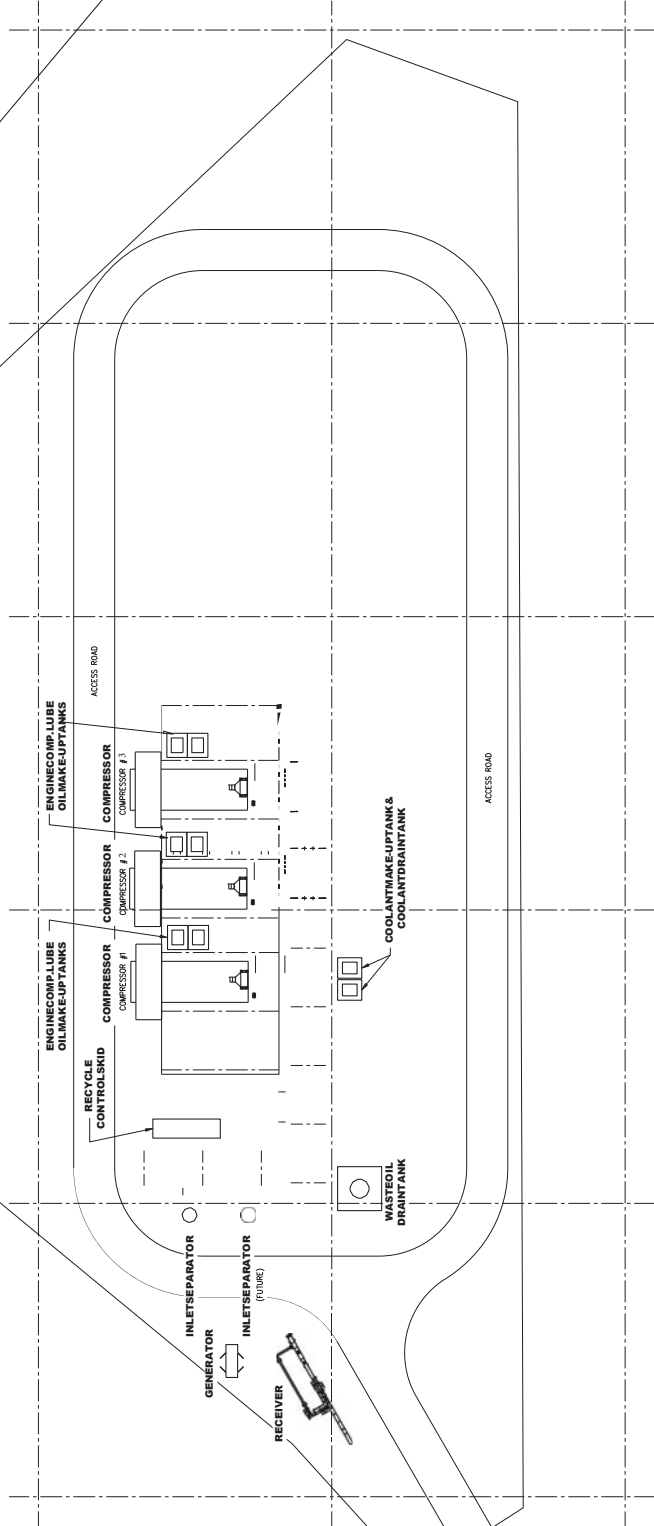 ACCESS ROAD
ENGINECOMP.LUBE
OILMAKE-UPTANKS
COMPRESSOR
COMPRESSOR #3
ACCESS ROAD
COMPRESSOR
COMPRESSOR #2
COOLANTMAKE-UPTANK&
COOLANTDRAINTANK
ENGINECOMP.LUBE
OILMAKE-UPTANKS
COMPRESSOR
COMPRESSOR #1
RECYCLE
CONTROLSKID
WASTEOIL
DRAINTANK
INLETSEPARATOR
INLETSEPARATOR
(FUTURE)
GENERATOR
RECEIVER